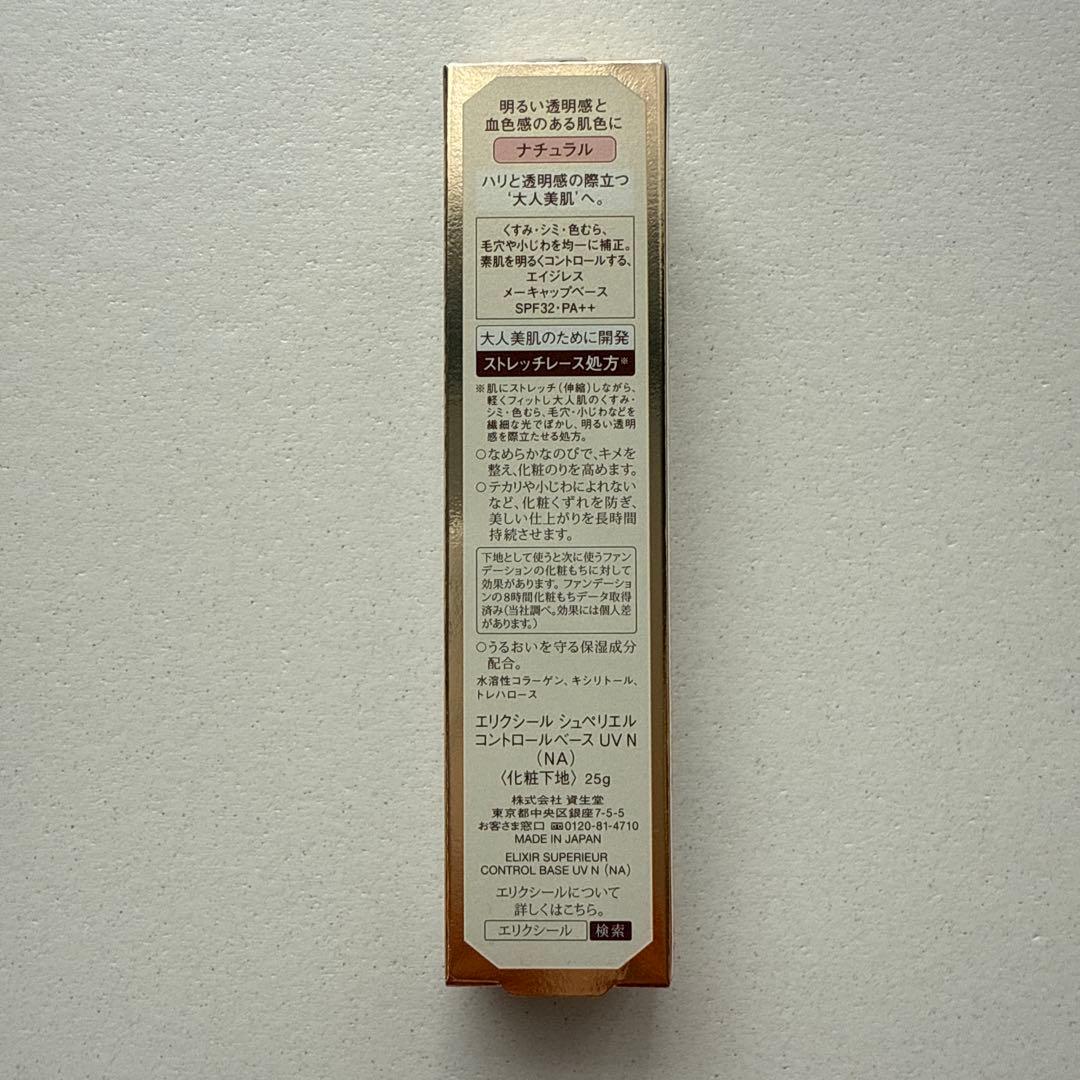 明るい透明感と
血色感のある肌色に
ナチュラル
ハリと透明感の際立つ
‘大人美肌’へ。
くすみ・シミ・色むら、
毛穴や小じわを均一に補正。
素肌を明るくコントロールする、
エイジレス
メーキャップベース
SPF32・PA++
大人美肌のために開発
ストレッチレース処方※
※肌にストレッチ(伸縮)しながら、
軽くフィットし大人肌のくすみ・
シミ・色むら、毛穴・小じわなどを
繊細な光でぼかし、明るい透明
感を際立たせる処方。
○なめらかなのびで、キメを
整え、化粧のりを高めます。
○テカリや小じわによれない
など、化粧くずれを防ぎ、
美しい仕上がりを長時間
持続させます。
下地として使うと次に使うファン
デーションの化粧もちに対して
効果があります。ファンデーショ
ンの8時間化粧もちデータ取得
済み(当社調べ。効果には個人差
があります。)
○うるおいを守る保湿成分
配合。
水溶性コラーゲン、キシリトール、
トレハロース
エリクシール シュペリエル
コントロールベース UV N
(NA)
〈化粧下地〉 25g
株式会社 資生堂
東京都中央区銀座7-5-5
お客さま窓口 0120-81-4710
MADE IN JAPAN
ELIXIR SUPERIEUR
CONTROL BASE UV N (NA)
エリクシールについて
詳しくはこちら。
エリクシール 検索